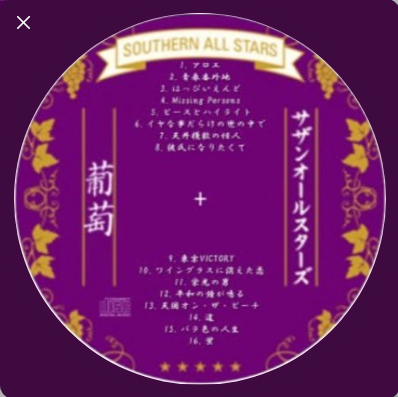 SOUTHERN ALL STARS
1. アロエ
2. 青春番外地
3. はっぴいえんど
4. Missing Persons
5. ピースとハイライト
6. イヤな事だらけの世の中で
7. 天井桟敷の怪人
8. 彼氏になりたくて
葡萄
サザンオールスターズ
9. 東京VICTORY
10. ワイングラスに消えた恋
11. 栄光の男
12. 平和の鐘が鳴る
13. 天国オン・ザ・ビーチ
14. 道
15. バラ色の人生
16. 蛍